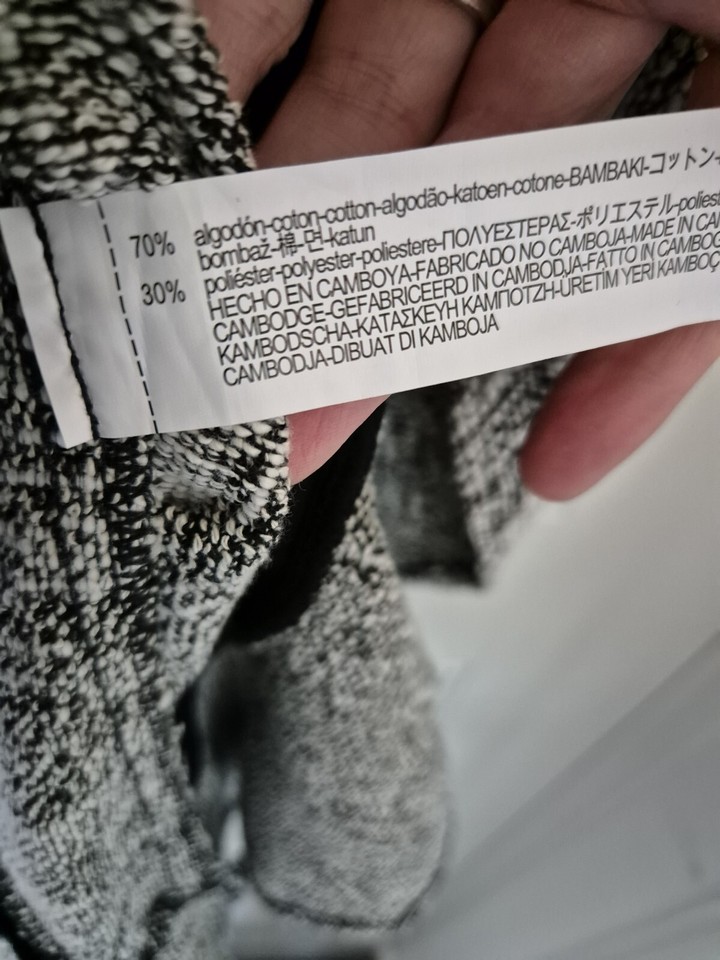 70% algodón-coton-cotton-algodão-katoen-cotone-BAMBAKI-コットン-
bombaž-棉-면-katun
30% poliéster-polyester-poliestere-ΠΟΛΥΕΣΤΕΡΑΣ-ポリエステル-poliest
HECHO EN CAMBOYA-FABRICADO NO CAMBOJA-MADE IN CA
CAMBODGE-GEFABRICEERD IN CAMBODJA-FATTO IN CAMBOG
KAMBODSCHA-ΚΑΤΑΣΚΕΥΗ ΚΑΜΠΟΤΖΗ-ÜRETİM YERİ KAMBOÇ
CAMBODJA-DIBUAT DI KAMBOJA